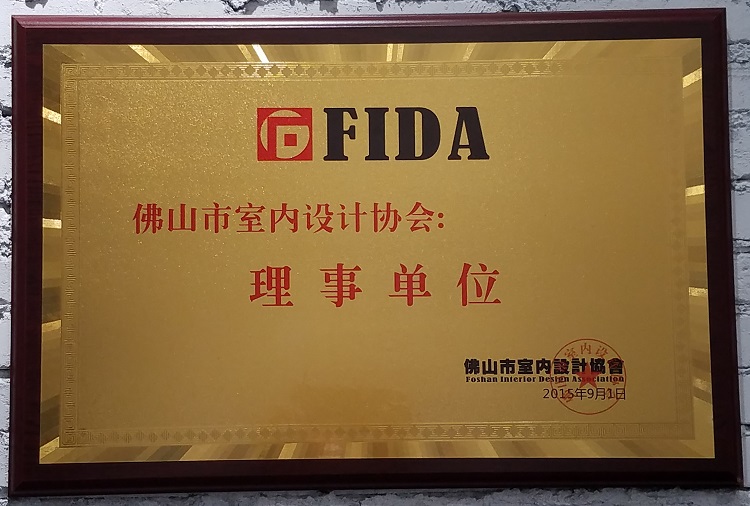 FIDA
佛山市室内设计协会:
理事单位
佛山市室内設計協會
Foshan Interior Design Association
2015年9月1日